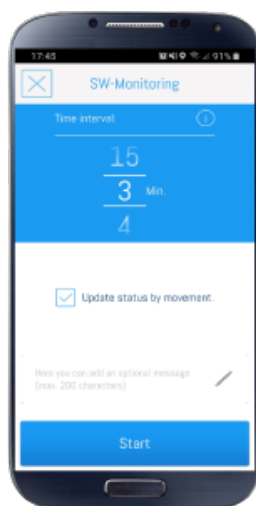 17:45
91%
SW-Monitoring
Time interval:
15
3 Min.
4
Update status by movement.
Here you can add an optional message
(max. 200 characters)
Start